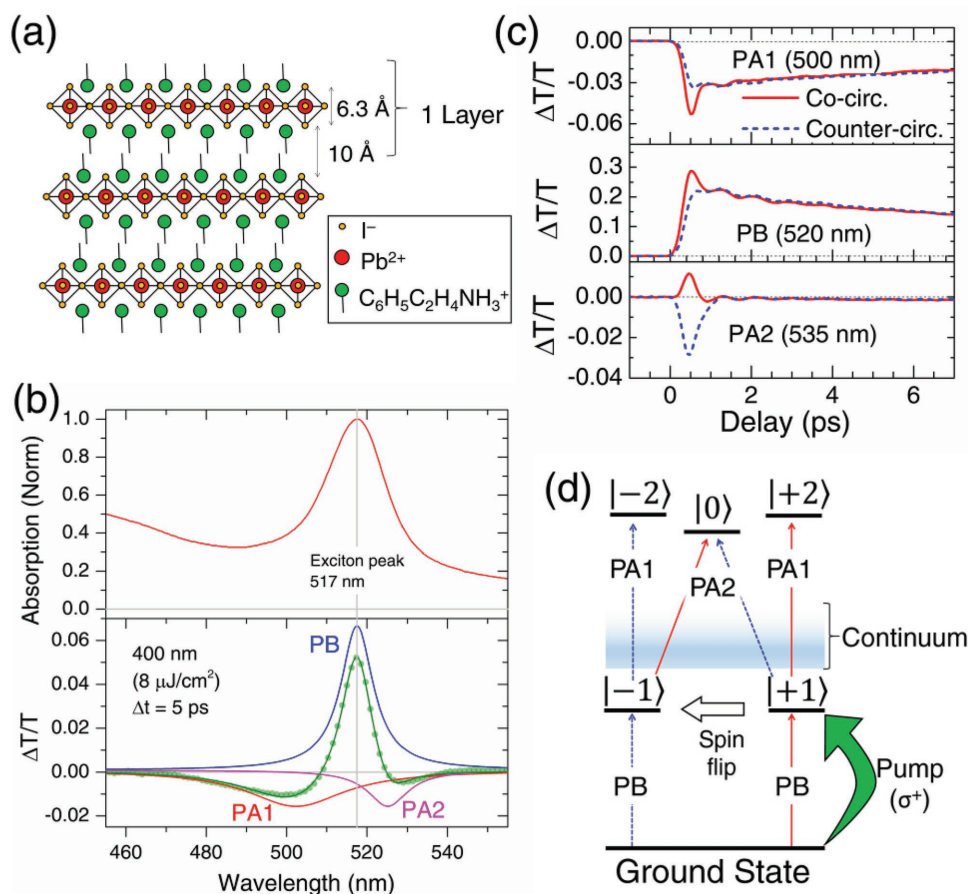 (a)
6.3 Å
1 Layer
10 Å
I⁻
Pb²⁺
C₆H₅C₂H₄NH₃⁺
(b)
Absorption (Norm)
1.0
0.8
0.6
0.4
0.2
0.0
Exciton peak
517 nm
ΔT/T
0.06
0.04
0.02
0.00
-0.02
400 nm
(8 μJ/cm²)
Δt = 5 ps
PB
PA1
PA2
460 480 500 520 540
Wavelength (nm)
(c)
ΔT/T
0.00
-0.03
-0.06
PA1 (500 nm)
Co-circ.
Counter-circ.
ΔT/T
0.3
0.2
0.1
0.0
PB (520 nm)
ΔT/T
0.00
-0.02
-0.04
PA2 (535 nm)
0 2 4 6
Delay (ps)
(d)
|−2⟩ |0⟩ |+2⟩
PA1 PA2 PA1
Continuum
|−1⟩ |+1⟩
Spin
flip
PB PB
Pump
(σ⁺)
Ground State